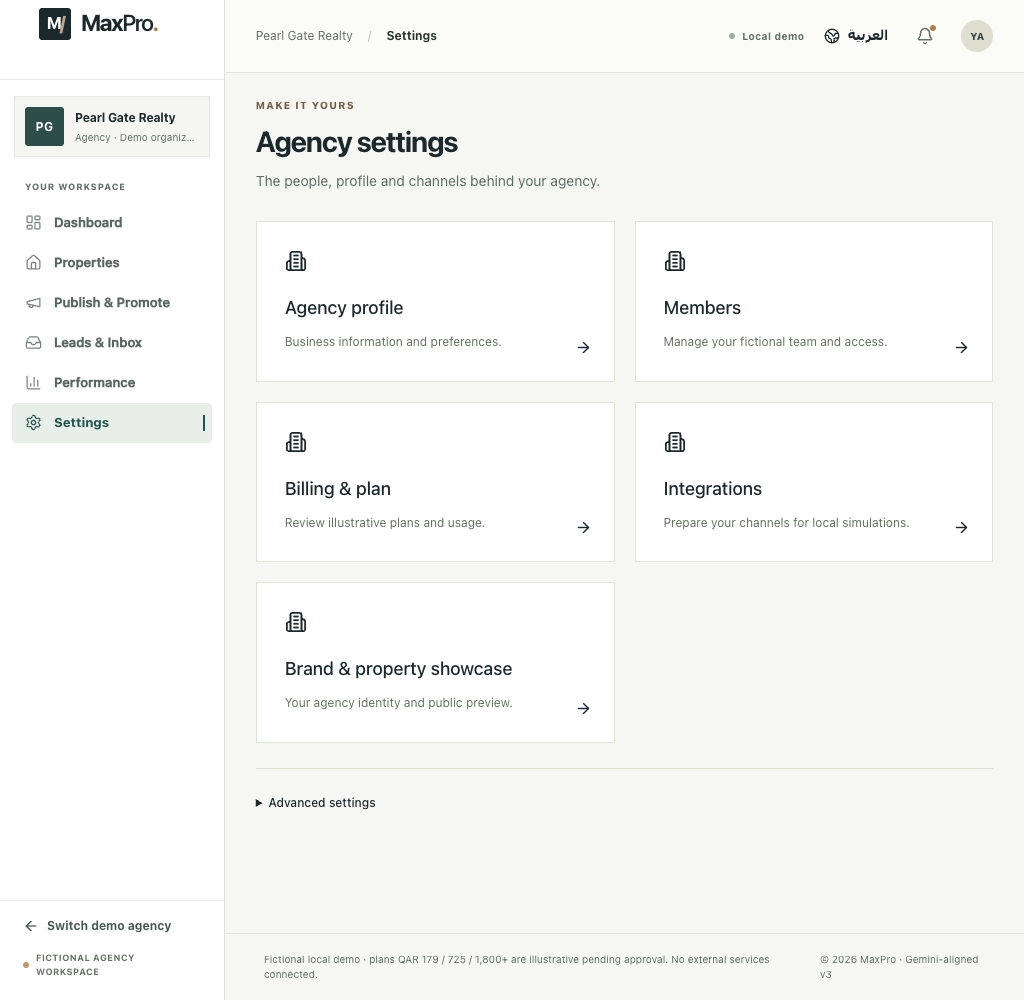 M/ MaxPro.
Pearl Gate Realty / Settings
Local demo
العربية
YA
PG
Pearl Gate Realty
Agency · Demo organiz...
YOUR WORKSPACE
Dashboard
Properties
Publish & Promote
Leads & Inbox
Performance
Settings
Switch demo agency
FICTIONAL AGENCY
WORKSPACE
MAKE IT YOURS
Agency settings
The people, profile and channels behind your agency.
Agency profile
Business information and preferences.
Members
Manage your fictional team and access.
Billing & plan
Review illustrative plans and usage.
Integrations
Prepare your channels for local simulations.
Brand & property showcase
Your agency identity and public preview.
Advanced settings
Fictional local demo · plans QAR 179 / 725 / 1,800+ are illustrative pending approval. No external services
connected.
© 2026 MaxPro · Gemini-aligned
v3